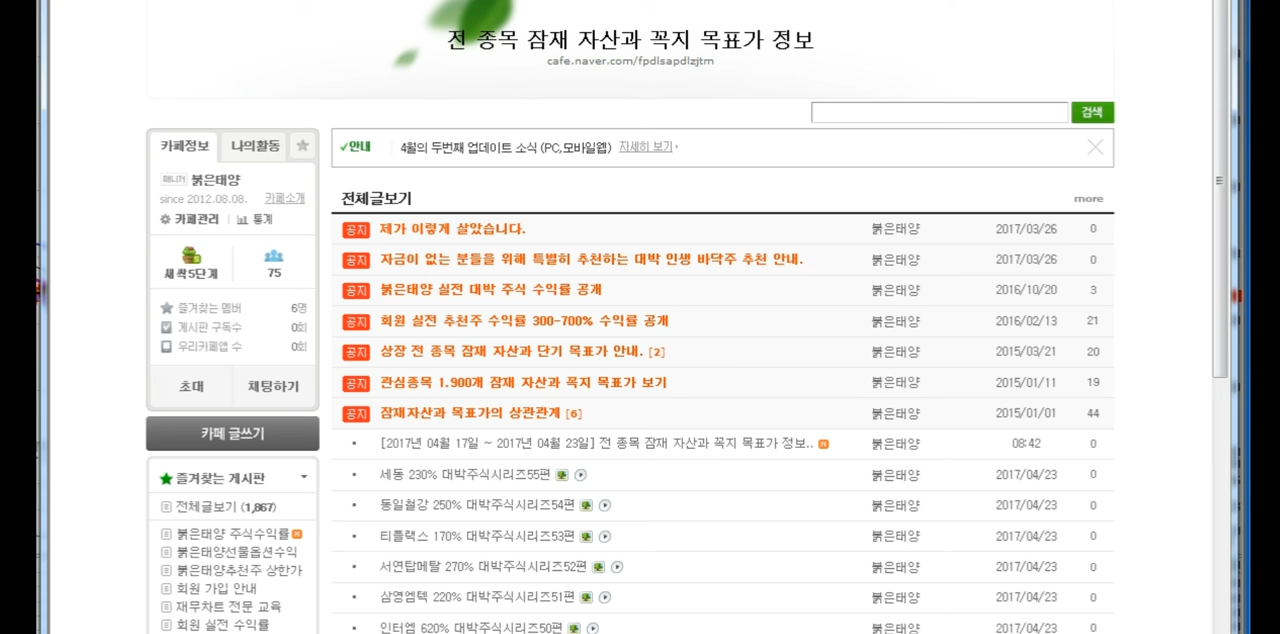 전 종목 잠재 자산과 꼭지 목표가 정보
cafe.naver.com/fpdlsapdlzjtm
검색
카페정보 나의활동
매니저 붉은태양
since 2012.08.08. 카페소개
카페관리 통계
새싹5단계 75
즐겨찾는 멤버 6명
게시판 구독수 0회
우리카페앱 수 0회
초대 채팅하기
카페 글쓰기
즐겨찾는 게시판
전체글보기 (1,867)
붉은태양 주식수익률 N
붉은태양선물옵션수익
붉은태양추천주 상한가
회원 가입 안내
재무차트 전문 교육
회원 실전 수익률
안내 4월의 두번째 업데이트 소식 (PC,모바일웹) 자세히 보기
전체글보기 more
공지 제가 이렇게 살았습니다. 붉은태양 2017/03/26 0
공지 자금이 없는 분들을 위해 특별히 추천하는 대박 인생 바닥주 추천 안내. 붉은태양 2017/03/26 0
공지 붉은태양 실전 대박 주식 수익률 공개 붉은태양 2016/10/20 3
공지 회원 실전 추천주 수익률 300-700% 수익률 공개 붉은태양 2016/02/13 21
공지 상장 전 종목 잠재 자산과 단기 목표가 안내. [2] 붉은태양 2015/03/21 20
공지 관심종목 1.900개 잠재 자산과 꼭지 목표가 보기 붉은태양 2015/01/11 19
공지 잠재자산과 목표가의 상관관계 [6] 붉은태양 2015/01/01 44
[2017년 04월 17일 ~ 2017년 04월 23일] 전 종목 잠재 자산과 꼭지 목표가 정보.. N 붉은태양 08:42 0
세동 230% 대박주식시리즈55편 붉은태양 2017/04/23 0
동일철강 250% 대박주식시리즈54편 붉은태양 2017/04/23 0
티플랙스 170% 대박주식시리즈53편 붉은태양 2017/04/23 0
서연탑메탈 270% 대박주식시리즈52편 붉은태양 2017/04/23 0
삼영엠텍 220% 대박주식시리즈51편 붉은태양 2017/04/23 0
인터엠 620% 대박주식시리즈50편 붉은태양 2017/04/23 0